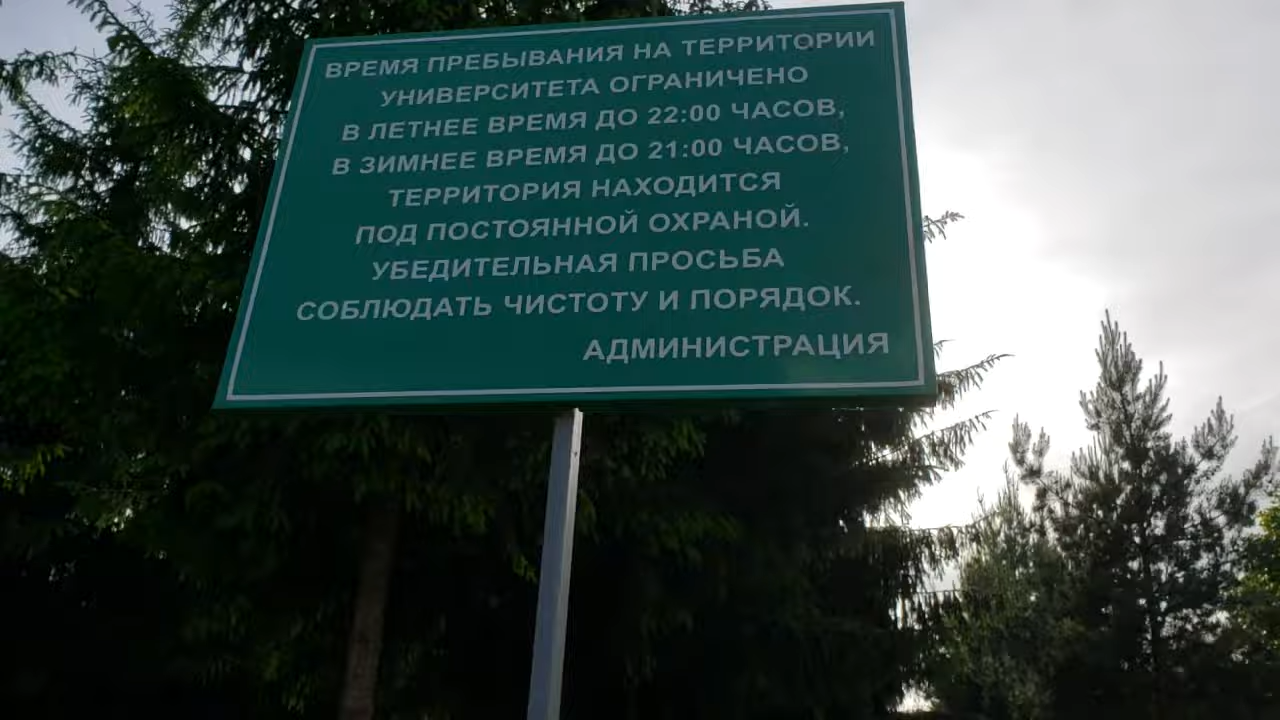 ВРЕМЯ ПРЕБЫВАНИЯ НА ТЕРРИТОРИИ
УНИВЕРСИТЕТА ОГРАНИЧЕНО
В ЛЕТНЕЕ ВРЕМЯ ДО 22:00 ЧАСОВ,
В ЗИМНЕЕ ВРЕМЯ ДО 21:00 ЧАСОВ,
ТЕРРИТОРИЯ НАХОДИТСЯ
ПОД ПОСТОЯННОЙ ОХРАНОЙ.
УБЕДИТЕЛЬНАЯ ПРОСЬБА
СОБЛЮДАТЬ ЧИСТОТУ И ПОРЯДОК.
АДМИНИСТРАЦИЯ